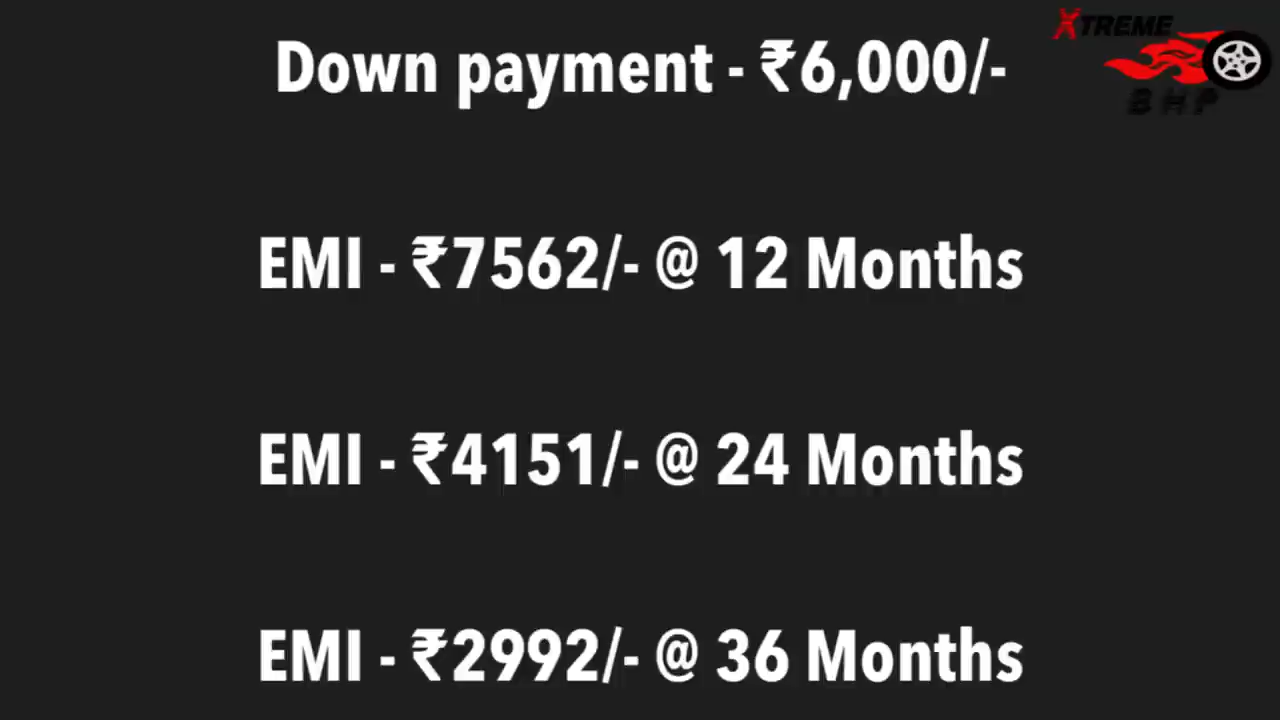 XTREME
BHP
Down payment - ₹6,000/-
EMI - ₹7562/- @ 12 Months
EMI - ₹4151/- @ 24 Months
EMI - ₹2992/- @ 36 Months